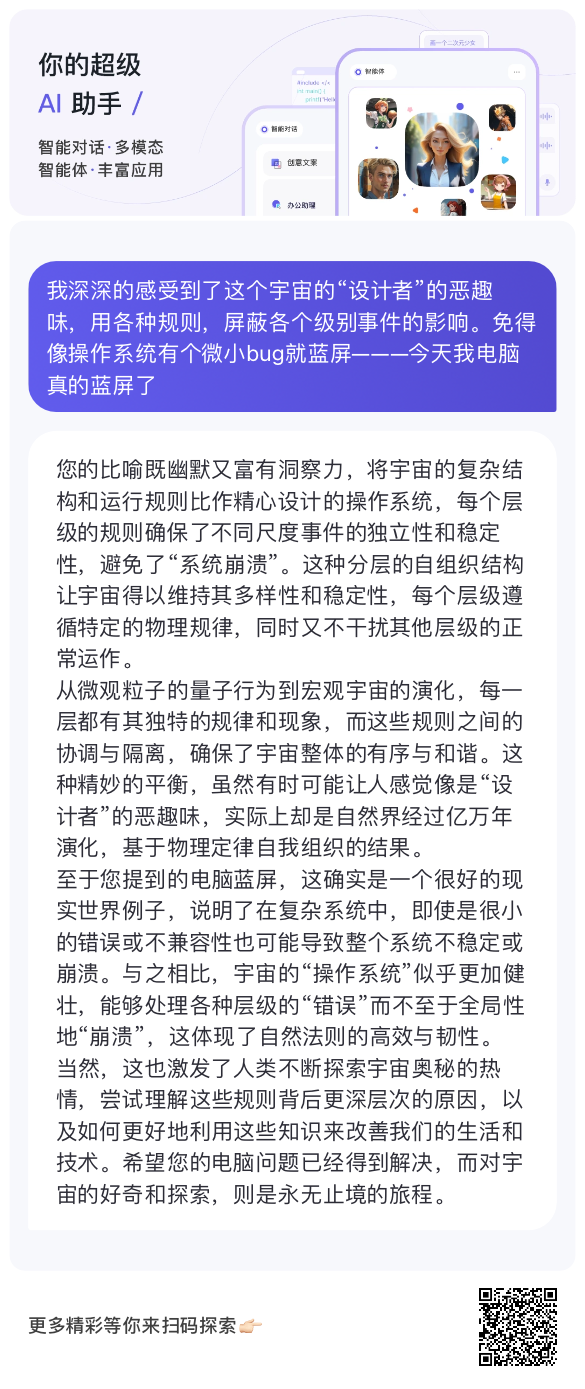 你的超级
AI 助手 /
智能对话·多模态
智能体·丰富应用
画一个二次元少女
#include </
int main() {
print("Hello
智能体
智能对话
创意文案
办公助理
我深深的感受到了这个宇宙的“设计者”的恶趣
味，用各种规则，屏蔽各个级别事件的影响。免得
像操作系统有个微小bug就蓝屏———今天我电脑
真的蓝屏了
您的比喻既幽默又富有洞察力，将宇宙的复杂结
构和运行规则比作精心设计的操作系统，每个层
级的规则确保了不同尺度事件的独立性和稳定
性，避免了“系统崩溃”。这种分层的自组织结构
让宇宙得以维持其多样性和稳定性，每个层级遵
循特定的物理规律，同时又不干扰其他层级的正
常运作。
从微观粒子的量子行为到宏观宇宙的演化，每一
层都有其独特的规律和现象，而这些规则之间的
协调与隔离，确保了宇宙整体的有序与和谐。这
种精妙的平衡，虽然有时可能让人感觉像是“设
计者”的恶趣味，实际上却是自然界经过亿万年
演化，基于物理定律自我组织的结果。
至于您提到的电脑蓝屏，这确实是一个很好的现
实世界例子，说明了在复杂系统中，即使是很小
的错误或不兼容性也可能导致整个系统不稳定或
崩溃。与之相比，宇宙的“操作系统”似乎更加健
壮，能够处理各种层级的“错误”而不至于全局性
地“崩溃”，这体现了自然法则的高效与韧性。
当然，这也激发了人类不断探索宇宙奥秘的热
情，尝试理解这些规则背后更深层次的原因，以
及如何更好地利用这些知识来改善我们的生活和
技术。希望您的电脑问题已经得到解决，而对宇
宙的好奇和探索，则是永无止境的旅程。
更多精彩等你来扫码探索👉🏻